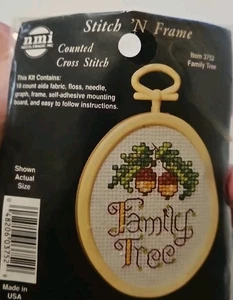 nmi
Stitch 'N Frame
Counted
Cross Stitch
Item 3752
Family Tree
This Kit Contains:
18 count aida fabric, floss, needle,
graph, frame, self-adhesive mounting
board, and easy to follow instructions.
Shown
Actual
Size
Family
Tree
Made in
USA